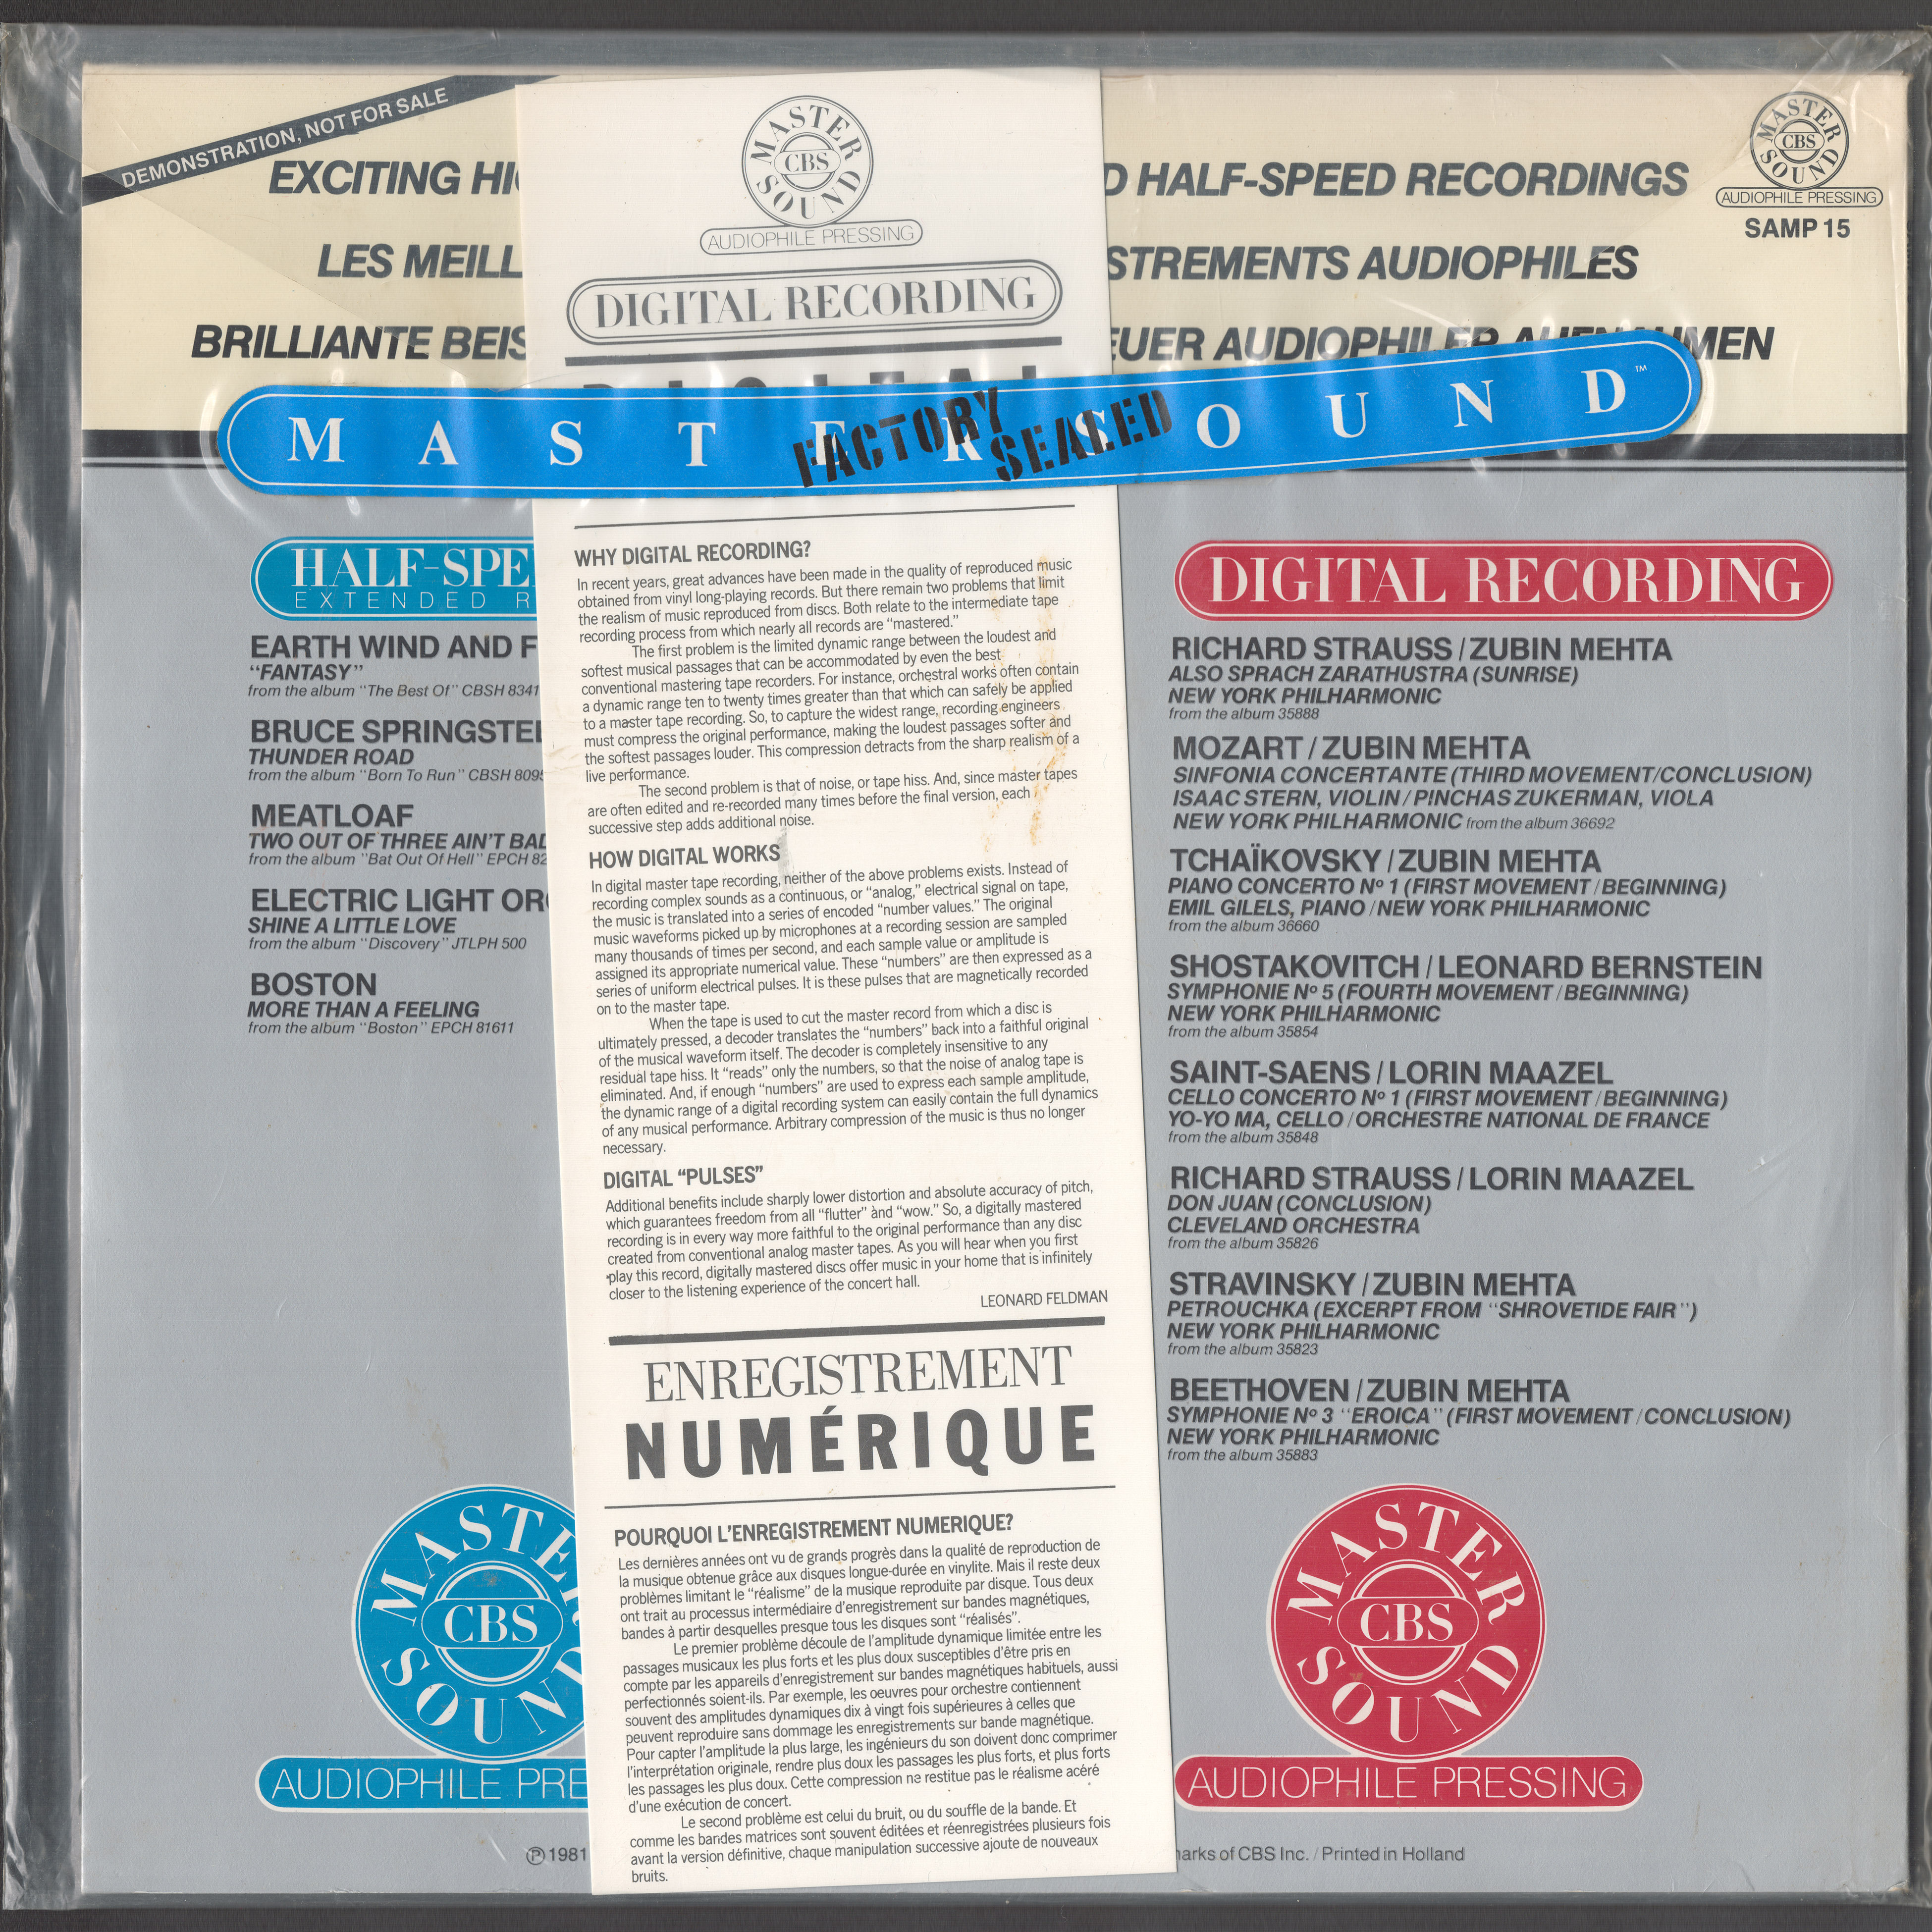 DEMONSTRATION, NOT FOR SALE
EXCITING
D HALF-SPEED RECORDINGS
LES MEILL
STREMENTS AUDIOPHILES
BRILLIANTE BEIS
EUER AUDIOPHILER AUFNAHMEN
MASTER SOUND
CBS
AUDIOPHILE PRESSING
SAMP 15
MASTER SOUND
CBS
AUDIOPHILE PRESSING
DIGITAL RECORDING
DIGITAL
MASTERSOUND™
FACTORY
SEALED
HALF-SPE
EXTENDED R
EARTH WIND AND F
“FANTASY”
from the album “The Best Of” CBSH 8341
BRUCE SPRINGSTEE
THUNDER ROAD
from the album “Born To Run” CBSH 8095
MEATLOAF
TWO OUT OF THREE AIN'T BAD
from the album “Bat Out Of Hell” EPCH 82
ELECTRIC LIGHT ORC
SHINE A LITTLE LOVE
from the album “Discovery” JTLPH 500
BOSTON
MORE THAN A FEELING
from the album “Boston” EPCH 81611
MASTER SOUND
CBS
AUDIOPHILE PRE
℗ 1981
WHY DIGITAL RECORDING?
In recent years, great advances have been made in the quality of reproduced music
obtained from vinyl long-playing records. But there remain two problems that limit
the realism of music reproduced from discs. Both relate to the intermediate tape
recording process from which nearly all records are “mastered.”
The first problem is the limited dynamic range between the loudest and
softest musical passages that can be accommodated by even the best
conventional mastering tape recorders. For instance, orchestral works often contain
a dynamic range ten to twenty times greater than that which can safely be applied
to a master tape recording. So, to capture the widest range, recording engineers
must compress the original performance, making the loudest passages softer and
the softest passages louder. This compression detracts from the sharp realism of a
live performance.
The second problem is that of noise, or tape hiss. And, since master tapes
are often edited and re-recorded many times before the final version, each
successive step adds additional noise.
HOW DIGITAL WORKS
In digital master tape recording, neither of the above problems exists. Instead of
recording complex sounds as a continuous, or “analog,” electrical signal on tape,
the music is translated into a series of encoded “number values.” The original
music waveforms picked up by microphones at a recording session are sampled
many thousands of times per second, and each sample value or amplitude is
assigned its appropriate numerical value. These “numbers” are then expressed as a
series of uniform electrical pulses. It is these pulses that are magnetically recorded
on to the master tape.
When the tape is used to cut the master record from which a disc is
ultimately pressed, a decoder translates the “numbers” back into a faithful original
of the musical waveform itself. The decoder is completely insensitive to any
residual tape hiss. It “reads” only the numbers, so that the noise of analog tape is
eliminated. And, if enough “numbers” are used to express each sample amplitude,
the dynamic range of a digital recording system can easily contain the full dynamics
of any musical performance. Arbitrary compression of the music is thus no longer
necessary.
DIGITAL “PULSES”
Additional benefits include sharply lower distortion and absolute accuracy of pitch,
which guarantees freedom from all “flutter” and “wow.” So, a digitally mastered
recording is in every way more faithful to the original performance than any disc
created from conventional analog master tapes. As you will hear when you first
play this record, digitally mastered discs offer music in your home that is infinitely
closer to the listening experience of the concert hall.
LEONARD FELDMAN
ENREGISTREMENT
NUMÉRIQUE
POURQUOI L'ENREGISTREMENT NUMERIQUE?
Les dernières années ont vu de grands progrès dans la qualité de reproduction de
la musique obtenue grâce aux disques longue-durée en vinylite. Mais il reste deux
problèmes limitant le “réalisme” de la musique reproduite par disque. Tous deux
ont trait au processus intermédiaire d'enregistrement sur bandes magnétiques,
bandes à partir desquelles presque tous les disques sont “réalisés”.
Le premier problème découle de l'amplitude dynamique limitée entre les
passages musicaux les plus forts et les plus doux susceptibles d'être pris en
compte par les appareils d'enregistrement sur bandes magnétiques habituels, aussi
perfectionnés soient-ils. Par exemple, les oeuvres pour orchestre contiennent
souvent des amplitudes dynamiques dix à vingt fois supérieures à celles que
peuvent reproduire sans dommage les enregistrements sur bande magnétique.
Pour capter l'amplitude la plus large, les ingénieurs du son doivent donc comprimer
l'interprétation originale, rendre plus doux les passages les plus forts, et plus forts
les passages les plus doux. Cette compression ne restitue pas le réalisme acéré
d'une exécution de concert.
Le second problème est celui du bruit, ou du souffle de la bande. Et
comme les bandes matrices sont souvent éditées et réenregistrées plusieurs fois
avant la version définitive, chaque manipulation successive ajoute de nouveaux
bruits.
DIGITAL RECORDING
RICHARD STRAUSS / ZUBIN MEHTA
ALSO SPRACH ZARATHUSTRA (SUNRISE)
NEW YORK PHILHARMONIC
from the album 35888
MOZART / ZUBIN MEHTA
SINFONIA CONCERTANTE (THIRD MOVEMENT/CONCLUSION)
ISAAC STERN, VIOLIN / PINCHAS ZUKERMAN, VIOLA
NEW YORK PHILHARMONIC from the album 36692
TCHAÏKOVSKY / ZUBIN MEHTA
PIANO CONCERTO Nº 1 (FIRST MOVEMENT / BEGINNING)
EMIL GILELS, PIANO / NEW YORK PHILHARMONIC
from the album 36660
SHOSTAKOVITCH / LEONARD BERNSTEIN
SYMPHONIE Nº 5 (FOURTH MOVEMENT / BEGINNING)
NEW YORK PHILHARMONIC
from the album 35854
SAINT-SAENS / LORIN MAAZEL
CELLO CONCERTO Nº 1 (FIRST MOVEMENT / BEGINNING)
YO-YO MA, CELLO / ORCHESTRE NATIONAL DE FRANCE
from the album 35848
RICHARD STRAUSS / LORIN MAAZEL
DON JUAN (CONCLUSION)
CLEVELAND ORCHESTRA
from the album 35826
STRAVINSKY / ZUBIN MEHTA
PETROUCHKA (EXCERPT FROM “SHROVETIDE FAIR”)
NEW YORK PHILHARMONIC
from the album 35823
BEETHOVEN / ZUBIN MEHTA
SYMPHONIE Nº 3 “EROICA” (FIRST MOVEMENT / CONCLUSION)
NEW YORK PHILHARMONIC
from the album 35883
MASTER SOUND
CBS
AUDIOPHILE PRESSING
marks of CBS Inc. / Printed in Holland